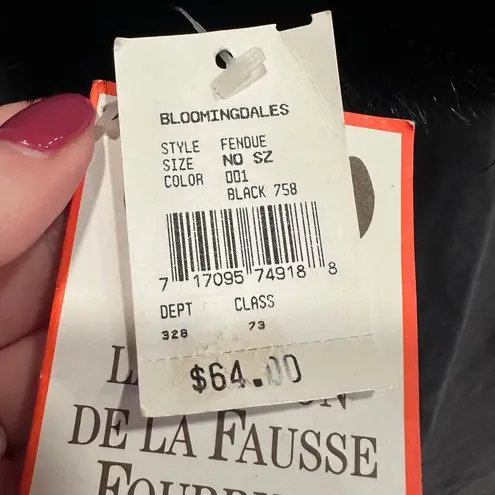 BLOOMINGDALES
STYLE FENDUE
SIZE NO SZ
COLOR 001
BLACK 758
7 17095 74918 8
DEPT CLASS
328 73
$64.00
DE LA FAUSSE